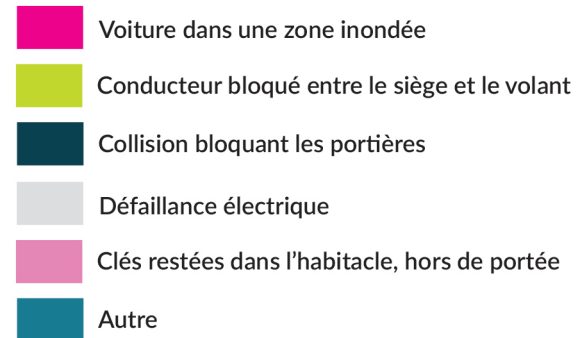 Voiture dans une zone inondée
Conducteur bloqué entre le siège et le volant
Collision bloquant les portières
Défaillance électrique
Clés restées dans l’habitacle, hors de portée
Autre